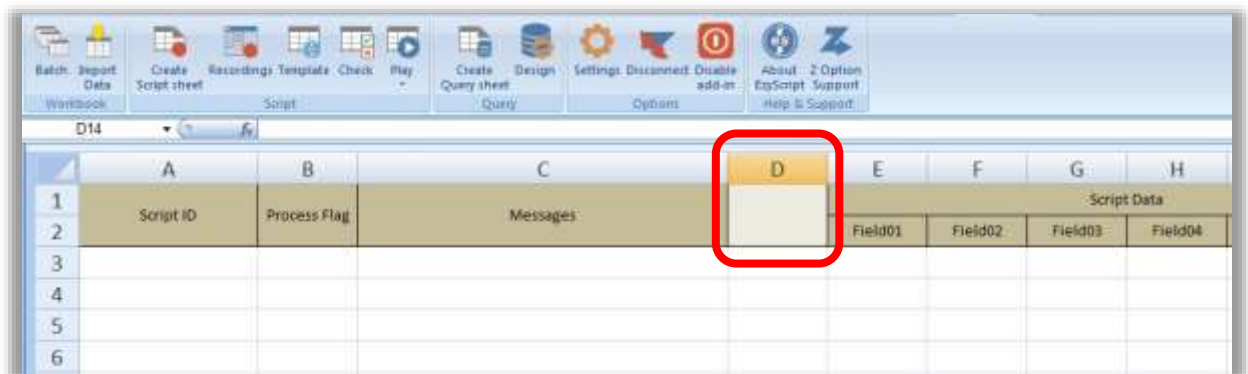 Batch Import Data Create Script sheet Recordings Template Check Play Create Query sheet Design Settings Disconnect Disable add-in About EzyScript Z Option Support
Workbook Script Query Options Help & Support
D14 fx
A B C D E F G H
1 Script ID Process Flag Messages Script Data
2 Field01 Field02 Field03 Field04
3
4
5
6